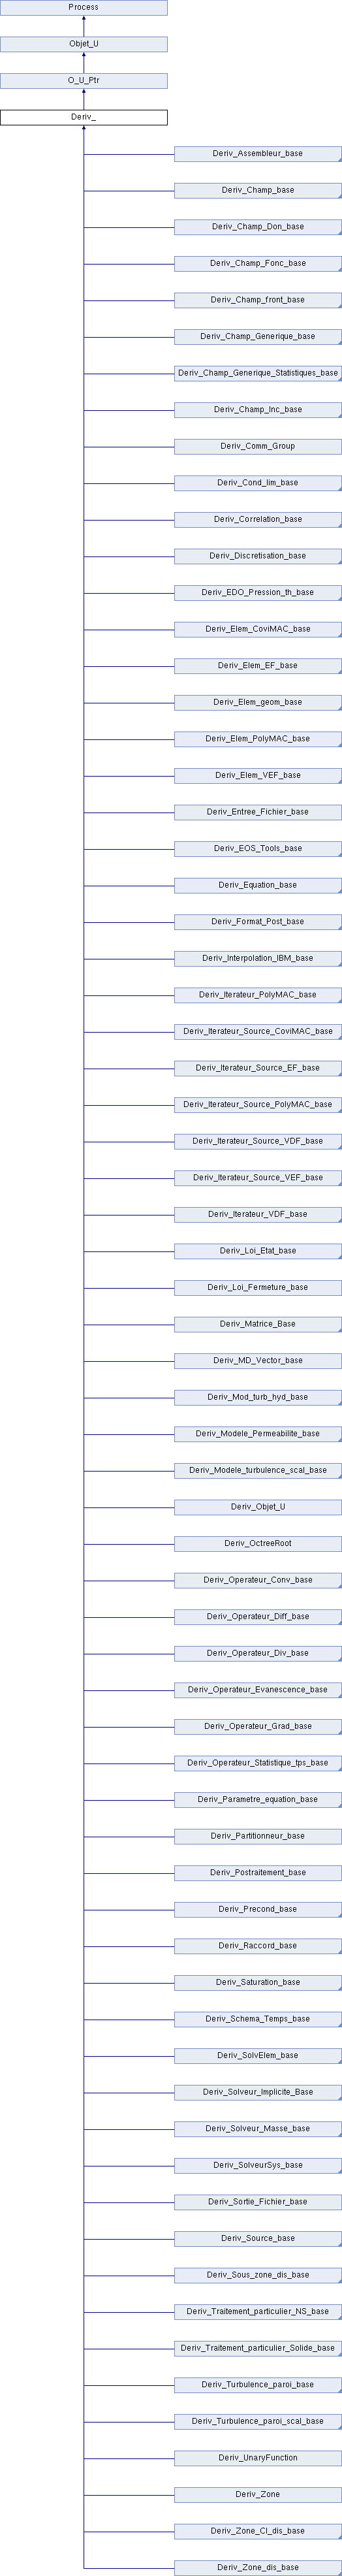 Process
Objet_U
O_U_Ptr
Deriv_
Deriv_Assembleur_base
Deriv_Champ_base
Deriv_Champ_Don_base
Deriv_Champ_Fonc_base
Deriv_Champ_front_base
Deriv_Champ_Generique_base
Deriv_Champ_Generique_Statistiques_base
Deriv_Champ_Inc_base
Deriv_Comm_Group
Deriv_Cond_lim_base
Deriv_Correlation_base
Deriv_Discretisation_base
Deriv_EDO_Pression_th_base
Deriv_Elem_CoviMAC_base
Deriv_Elem_EF_base
Deriv_Elem_geom_base
Deriv_Elem_PolyMAC_base
Deriv_Elem_VEF_base
Deriv_Entree_Fichier_base
Deriv_EOS_Tools_base
Deriv_Equation_base
Deriv_Format_Post_base
Deriv_Interpolation_IBM_base
Deriv_Iterateur_PolyMAC_base
Deriv_Iterateur_Source_CoviMAC_base
Deriv_Iterateur_Source_EF_base
Deriv_Iterateur_Source_PolyMAC_base
Deriv_Iterateur_Source_VDF_base
Deriv_Iterateur_Source_VEF_base
Deriv_Iterateur_VDF_base
Deriv_Loi_Etat_base
Deriv_Loi_Fermeture_base
Deriv_Matrice_Base
Deriv_MD_Vector_base
Deriv_Mod_turb_hyd_base
Deriv_Modele_Permeabilite_base
Deriv_Modele_turbulence_scal_base
Deriv_Objet_U
Deriv_OctreeRoot
Deriv_Operateur_Conv_base
Deriv_Operateur_Diff_base
Deriv_Operateur_Div_base
Deriv_Operateur_Evanescence_base
Deriv_Operateur_Grad_base
Deriv_Operateur_Statistique_tps_base
Deriv_Parametre_equation_base
Deriv_Partitionneur_base
Deriv_Postraitement_base
Deriv_Precond_base
Deriv_Raccord_base
Deriv_Saturation_base
Deriv_Schema_Temps_base
Deriv_SolvElem_base
Deriv_Solveur_Implicite_Base
Deriv_Solveur_Masse_base
Deriv_SolveurSys_base
Deriv_Sortie_Fichier_base
Deriv_Source_base
Deriv_Sous_zone_dis_base
Deriv_Traitement_particulier_NS_base
Deriv_Traitement_particulier_Solide_base
Deriv_Turbulence_paroi_base
Deriv_Turbulence_paroi_scal_base
Deriv_UnaryFunction
Deriv_Zone
Deriv_Zone_Cl_dis_base
Deriv_Zone_dis_base